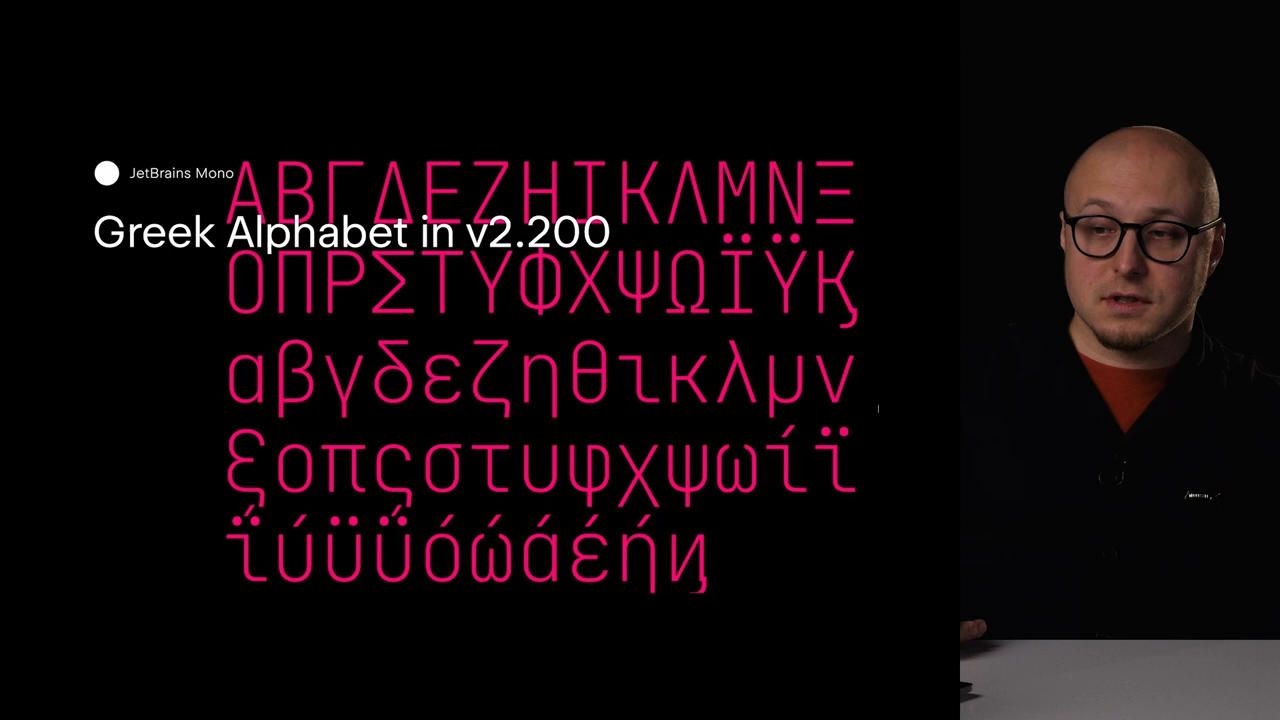 JetBrains Mono
Greek Alphabet in v2.200
ΑΒΓΔΕΖΗΙΚΛΜΝΞ
ΟΠΡΣΤΥΦΧΨΩΪΫϏ
αβγδεζηθικλμν
ξοπςστυφχψωίϊ
ΐύϋΰόώάέήϗ